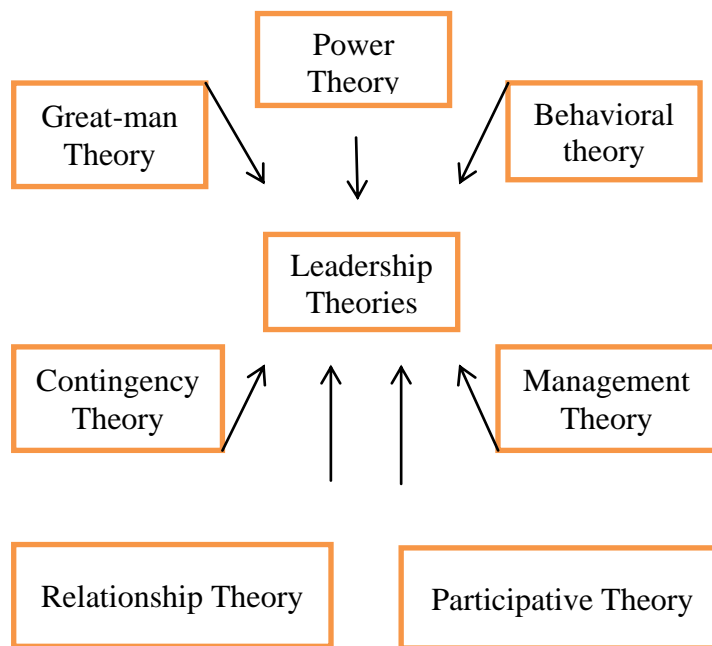 Power
Theory
Great-man
Theory
Behavioral
theory
Leadership
Theories
Contingency
Theory
Management
Theory
Relationship Theory
Participative Theory